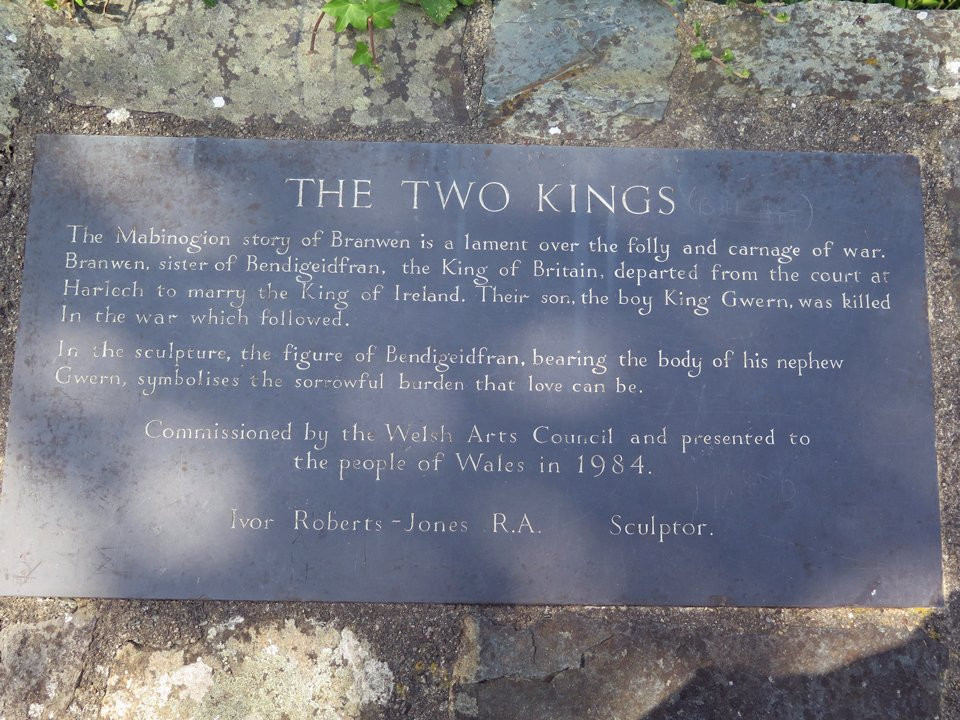 THE TWO KINGS
The Mabinogion story of Branwen is a lament over the folly and carnage of war.
Branwen, sister of Bendigeidfran, the King of Britain, departed from the court at
Harlech to marry the King of Ireland. Their son, the boy King Gwern, was killed
In the war which followed.
In the sculpture, the figure of Bendigeidfran, bearing the body of his nephew
Gwern, symbolises the sorrowful burden that love can be.
Commissioned by the Welsh Arts Council and presented to
the people of Wales in 1984.
Ivor Roberts-Jones R.A. Sculptor.